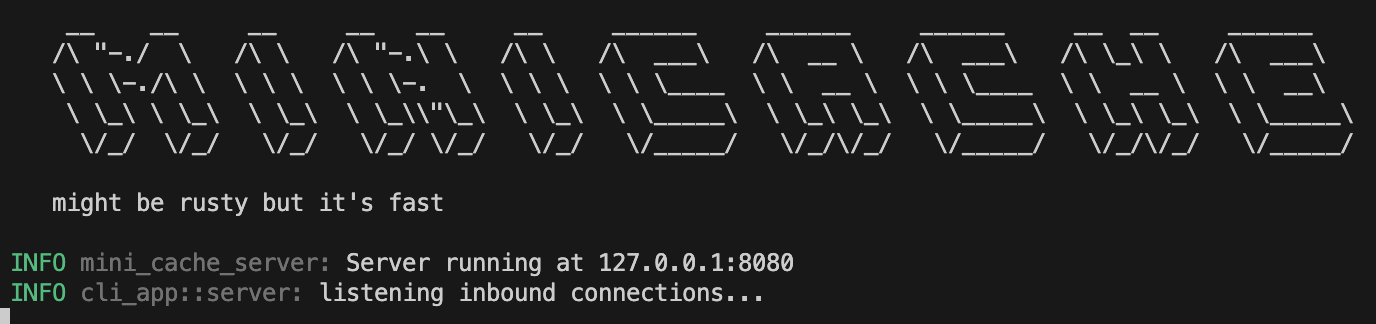 MINICACHE
might be rusty but it's fast
INFO mini_cache_server: Server running at 127.0.0.1:8080
INFO cli_app::server: listening inbound connections...